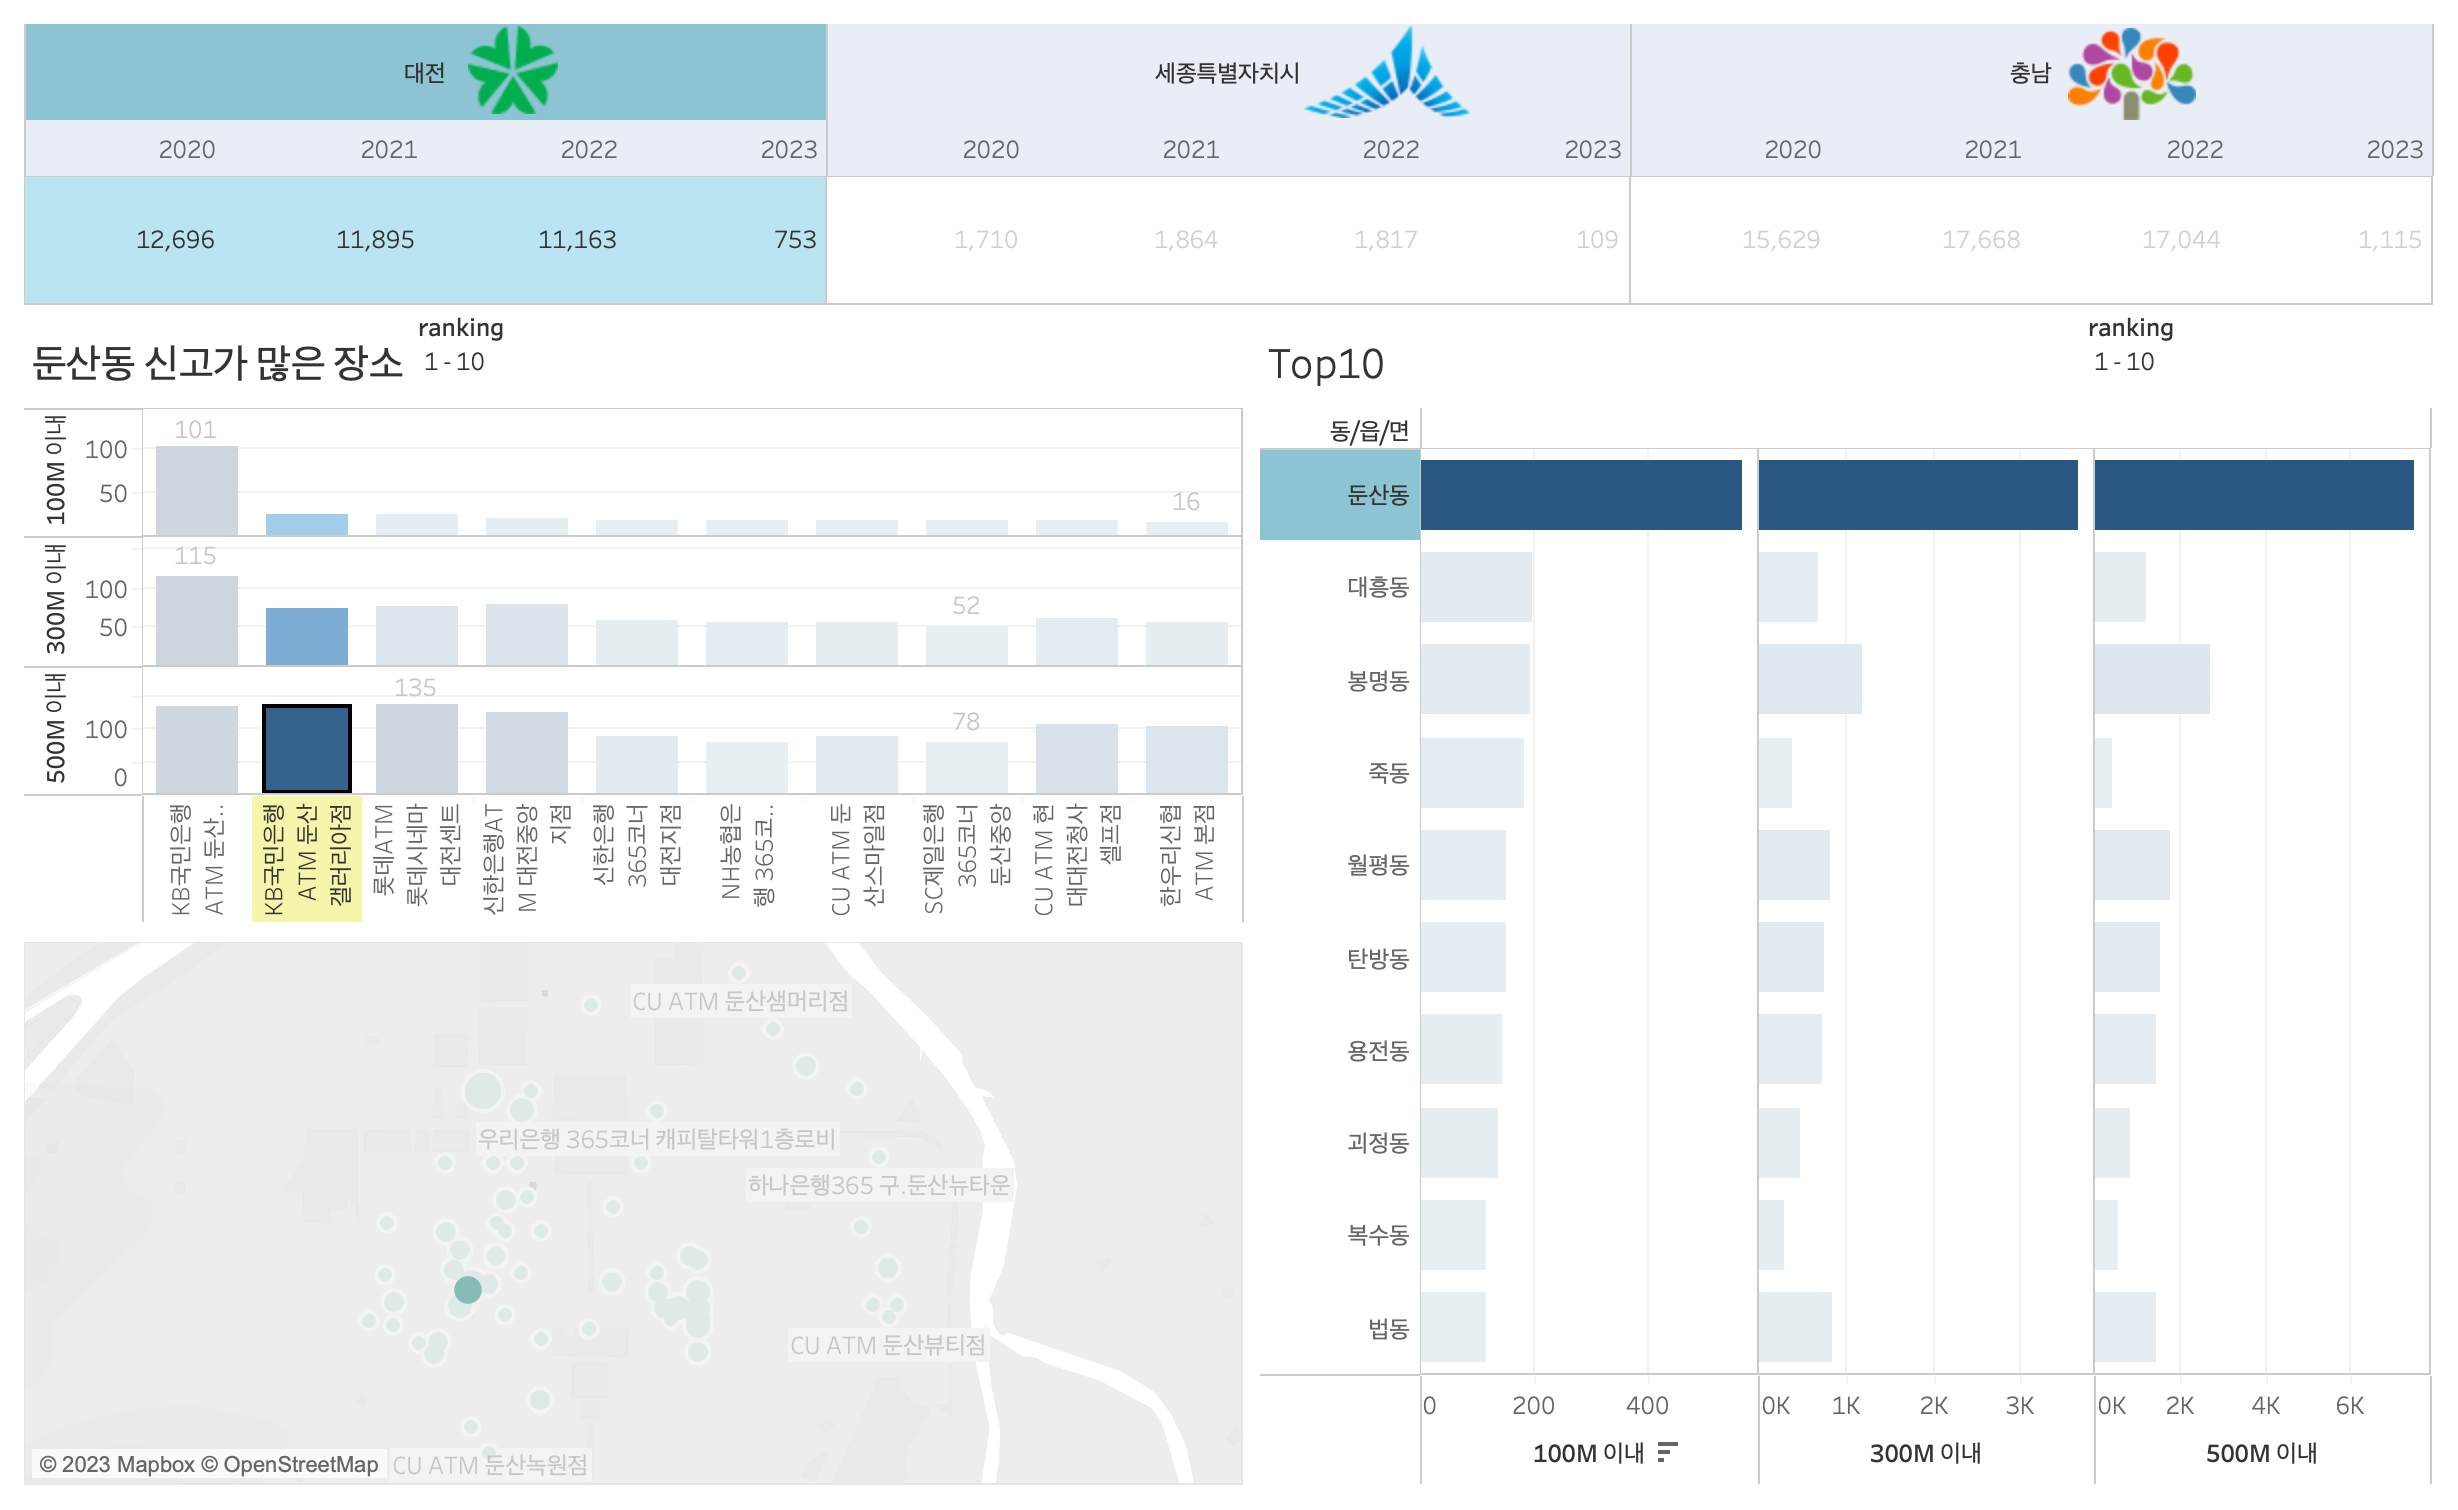 대전 세종특별자치시 충남
2020 2021 2022 2023 2020 2021 2022 2023 2020 2021 2022 2023
12,696 11,895 11,163 753 1,710 1,864 1,817 109 15,629 17,668 17,044 1,115
둔산동 신고가 많은 장소
ranking
1 - 10
100M 이내
100
50
101
16
300M 이내
100
50
115
52
500M 이내
100
0
135
78
KB국민은행
ATM 둔산..
KB국민은행
ATM 둔산
갤러리아점
롯데ATM
롯데시네마
대전센트
신한은행AT
M 대전중앙
지점
신한은행
365코너
대전지점
NH농협은
행 365코..
CU ATM 둔
산스마일점
SC제일은행
365코너
둔산중앙
CU ATM 현
대대전청사
셀프점
한우리신협
ATM 본점
CU ATM 둔산샘머리점
우리은행 365코너 캐피탈타워1층로비
하나은행365 구.둔산뉴타운
CU ATM 둔산뷰티점
CU ATM 둔산녹원점
© 2023 Mapbox © OpenStreetMap
Top10
ranking
1 - 10
동/읍/면
둔산동
대흥동
봉명동
죽동
월평동
탄방동
용전동
괴정동
복수동
법동
0 200 400 0K 1K 2K 3K 0K 2K 4K 6K
100M 이내 300M 이내 500M 이내